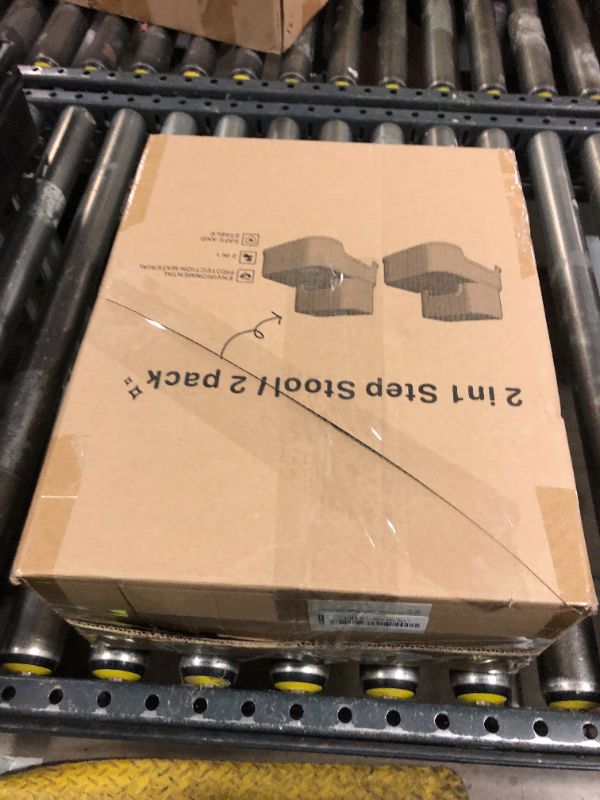 2 in1 Step Stool/ 2 pack
ENVIRONMENTAL
PROTECTION MATERIAL
2 IN 1
SAFE AND
STABLE